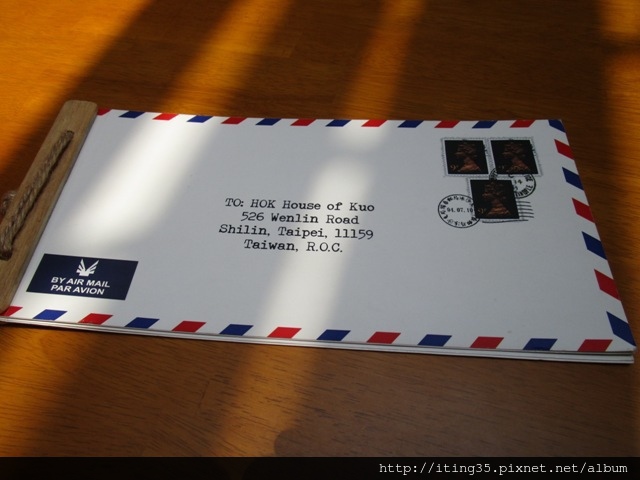 TO: HOK House of Kuo
526 Wenlin Road
Shilin, Taipei, 11159
Taiwan, R.O.C.
BY AIR MAIL
PAR AVION
http://iting35.pixnet.net/album